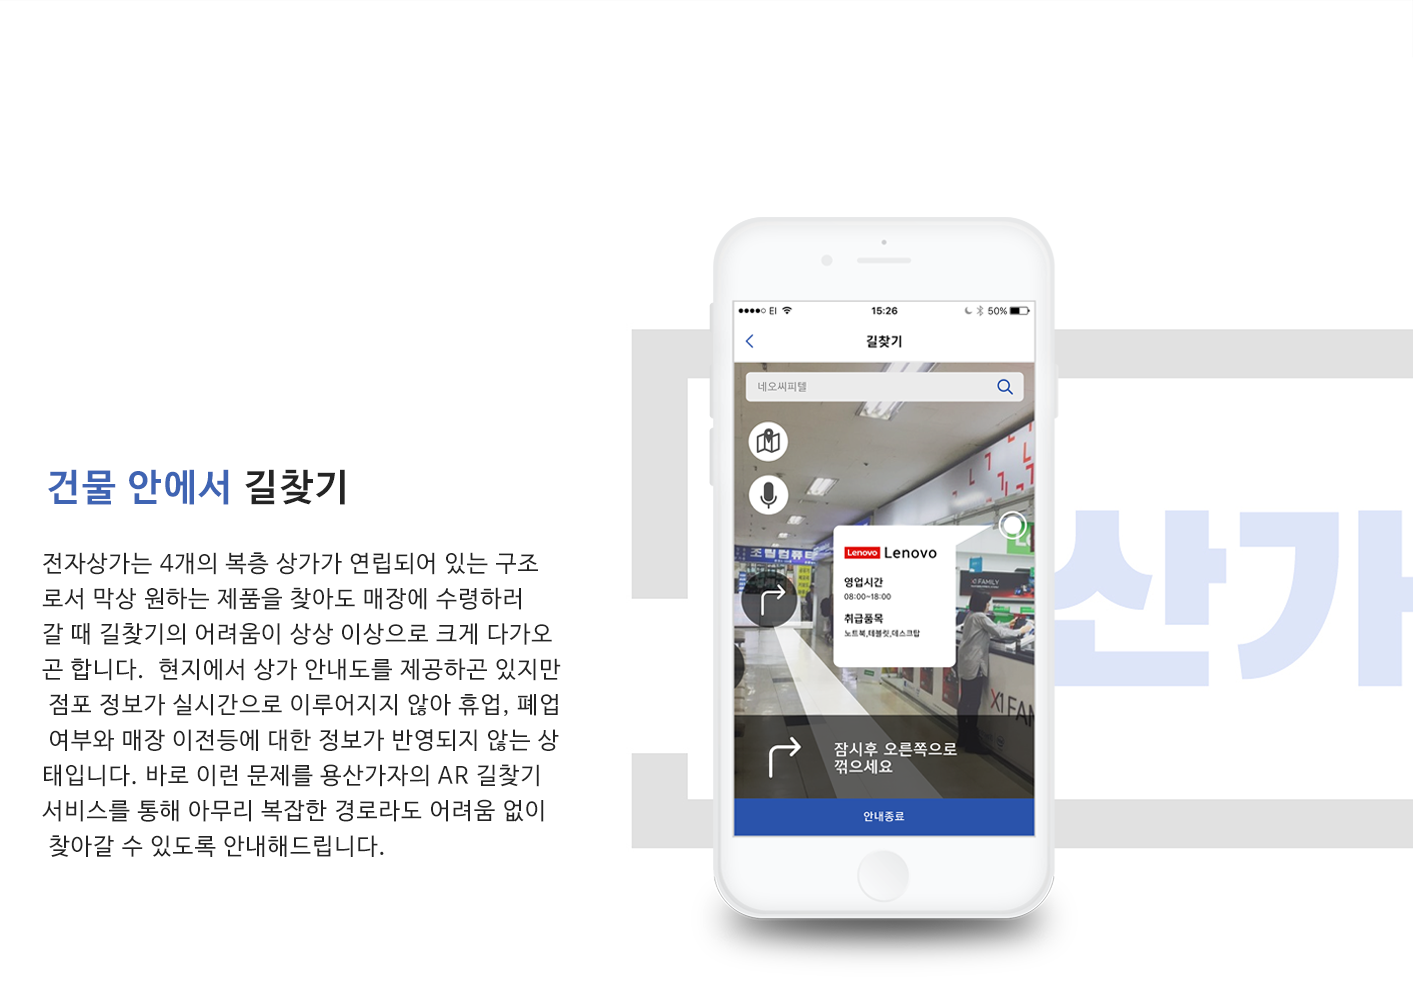 건물 안에서 길찾기
전자상가는 4개의 복층 상가가 연립되어 있는 구조
로서 막상 원하는 제품을 찾아도 매장에 수령하러
갈 때 길찾기의 어려움이 상상 이상으로 크게 다가오
곤 합니다. 현지에서 상가 안내도를 제공하곤 있지만
점포 정보가 실시간으로 이루어지지 않아 휴업, 폐업
여부와 매장 이전등에 대한 정보가 반영되지 않는 상
태입니다. 바로 이런 문제를 용산가자의 AR 길찾기
서비스를 통해 아무리 복잡한 경로라도 어려움 없이
찾아갈 수 있도록 안내해드립니다.
EI 15:26 50%
길찾기
네오씨피텔
조립컴퓨터
Lenovo Lenovo
영업시간
08:00~18:00
취급품목
노트북,테블릿,데스크탑
X1 FAMILY
X1 FAM
잠시후 오른쪽으로
꺾으세요
안내종료
산가